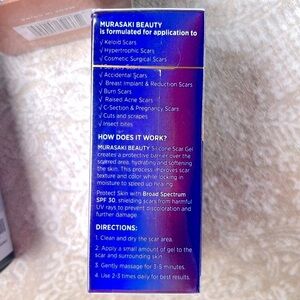 MURASAKI BEAUTY
is formulated for application to
√ Keloid Scars
√ Hypertrophic Scars
√ Cosmetic Surgical Scars
√ Surgery Scars
√ Accidental Scars
√ Breast Implant & Reduction Scars
√ Burn Scars
√ Raised Acne Scars
√ C-Section & Pregnancy Scars
√ Cuts and scrapes
√ Insect bites
HOW DOES IT WORK?
MURASAKI BEAUTY Silicone Scar Gel
creates a protective barrier over the
scarred area, hydrating and softening
the skin. This process improves scar
texture and color while locking in
moisture to speed up healing.
Protect Skin with Broad Spectrum
SPF 30, shielding scars from harmful
UV rays to prevent discoloration and
further damage.
DIRECTIONS:
1. Clean and dry the scar area.
2. Apply a small amount of gel to the
scar and surrounding skin.
3. Gently massage for 3-5 minutes.
4. Use 2-3 times daily for best results.